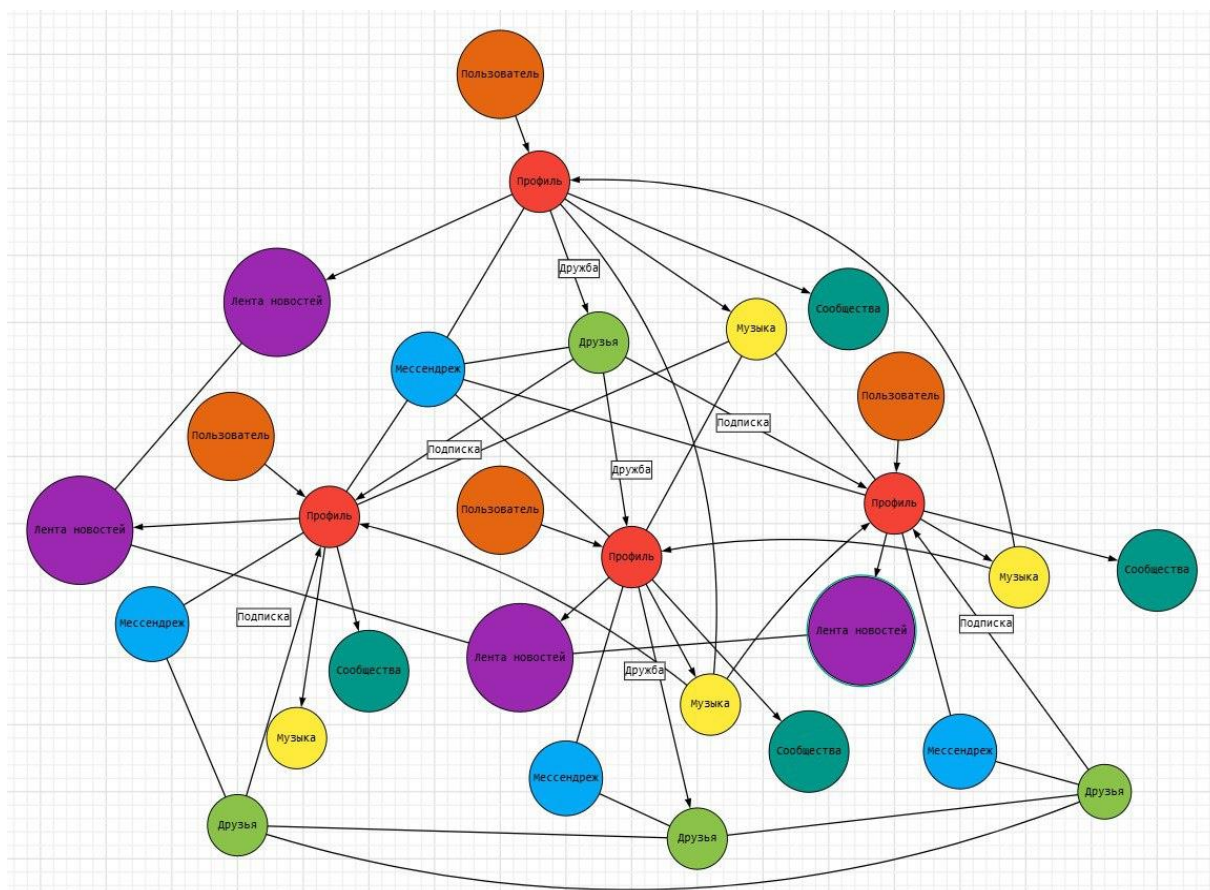 Пользователь
Профиль
Дружба
Лента новостей
Сообщества
Музыка
Друзья
Мессендреж
Пользователь
Подписка
Пользователь
Подписка
Дружба
Профиль
Пользователь
Профиль
Лента новостей
Профиль
Сообщества
Музыка
Подписка
Мессендреж
Подписка
Лента новостей
Лента новостей
Сообщества
Дружба
Музыка
Музыка
Сообщества
Мессендреж
Мессендреж
Друзья
Друзья
Друзья